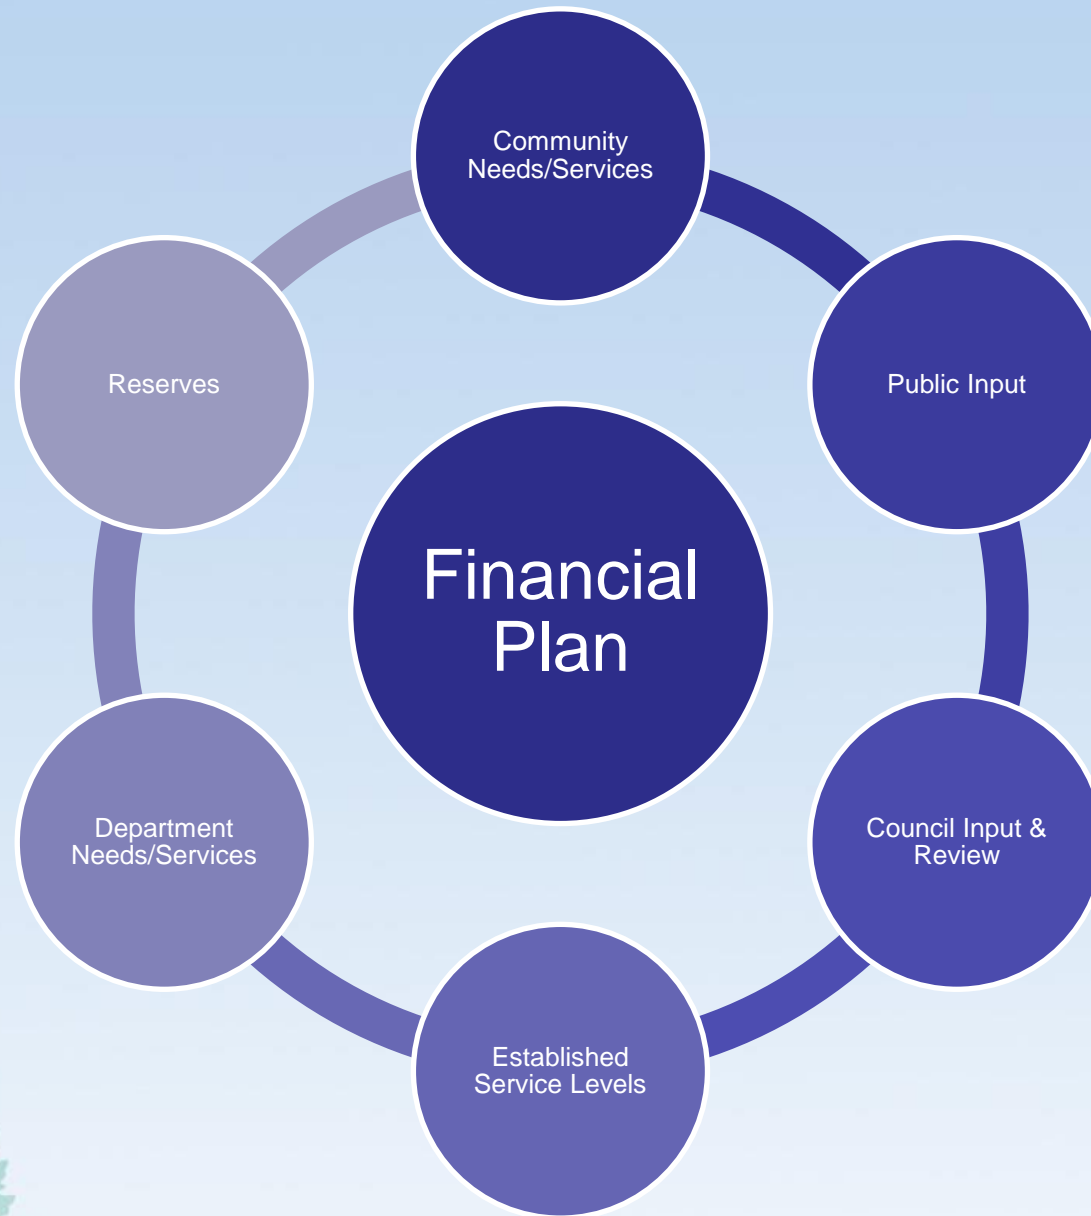 Community
Needs/Services
Public Input
Council Input &
Review
Established
Service Levels
Department
Needs/Services
Reserves
Financial
Plan